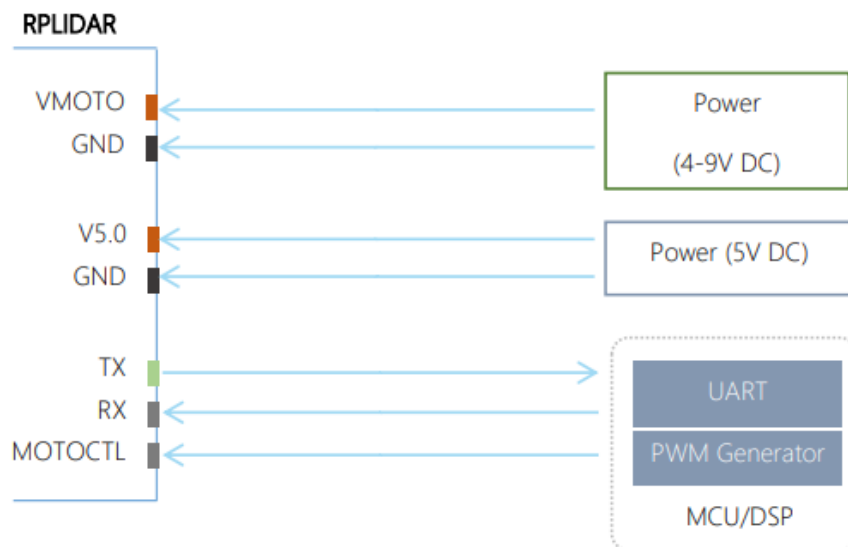 RPLIDAR
VMOTO
GND
V5.0
GND
TX
RX
MOTOCTL
Power
(4-9V DC)
Power (5V DC)
UART
PWM Generator
MCU/DSP